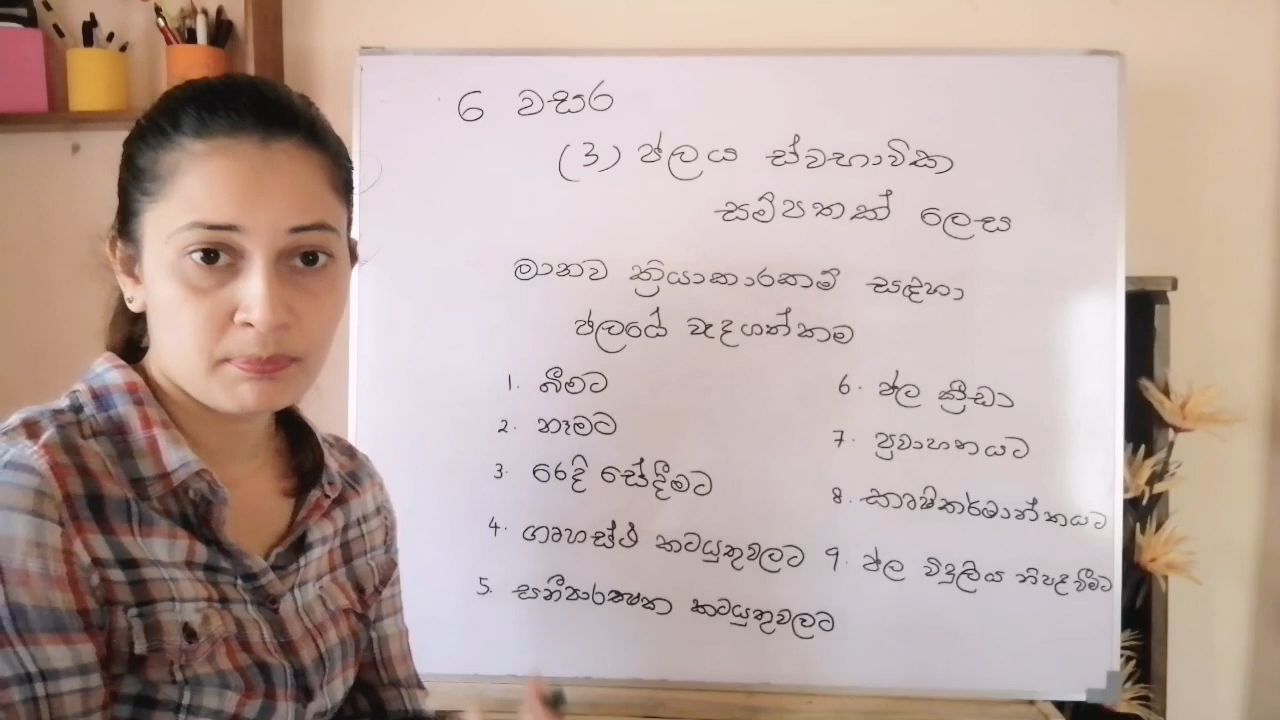 6 වසර
(3) ජලය ස්වභාවික
සම්පතක් ලෙස
මානව ක්‍රියාකාරකම් සඳහා
ජලයේ වැදගත්කම
1. බීමට
2. නෑමට
3. රෙදි සේදීමට
4. ගෘහස්ථ කටයුතුවලට
5. සනීපාරක්ෂක කටයුතුවලට
6. ජල ක්‍රීඩා
7. ප්‍රවාහනයට
8. කෘෂිකර්මාන්තයට
9. ජල විදුලිය නිපදවීමට